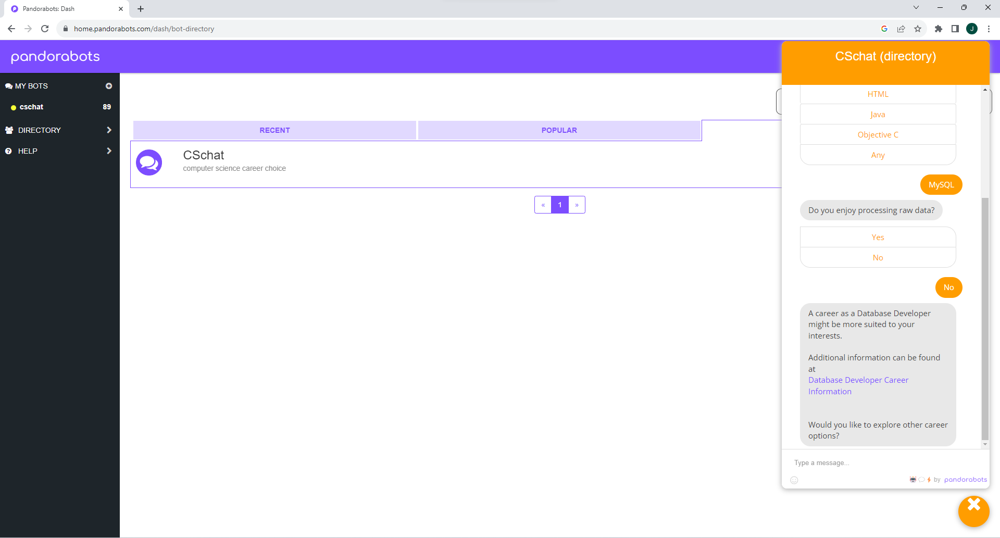 Pandorabots: Dash
home.pandorabots.com/dash/bot-directory
J
pandorabots
MY BOTS
cschat 89
DIRECTORY
HELP
RECENT POPULAR
CSchat
computer science career choice
« 1 »
CSchat (directory)
HTML
Java
Objective C
Any
MySQL
Do you enjoy processing raw data?
Yes
No
No
A career as a Database Developer
might be more suited to your
interests.
Additional information can be found
at
Database Developer Career
Information
Would you like to explore other career
options?
Type a message...
by pandorabots